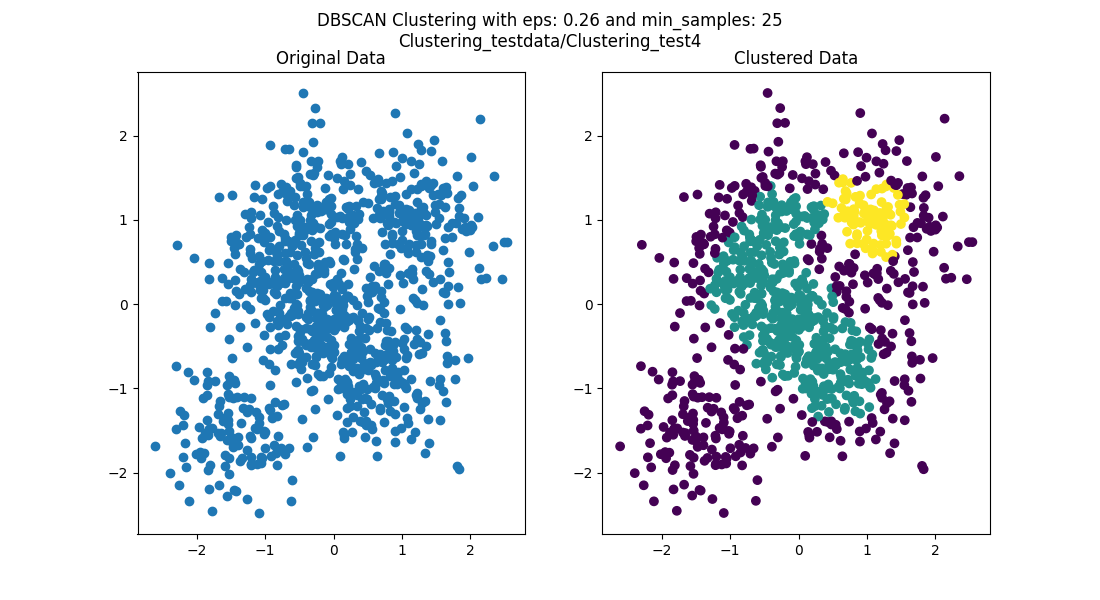 DBSCAN Clustering with eps: 0.26 and min_samples: 25
Clustering_testdata/Clustering_test4
Original Data
Clustered Data
2
1
0
−1
−2
−2 −1 0 1 2
2
1
0
−1
−2
−2 −1 0 1 2